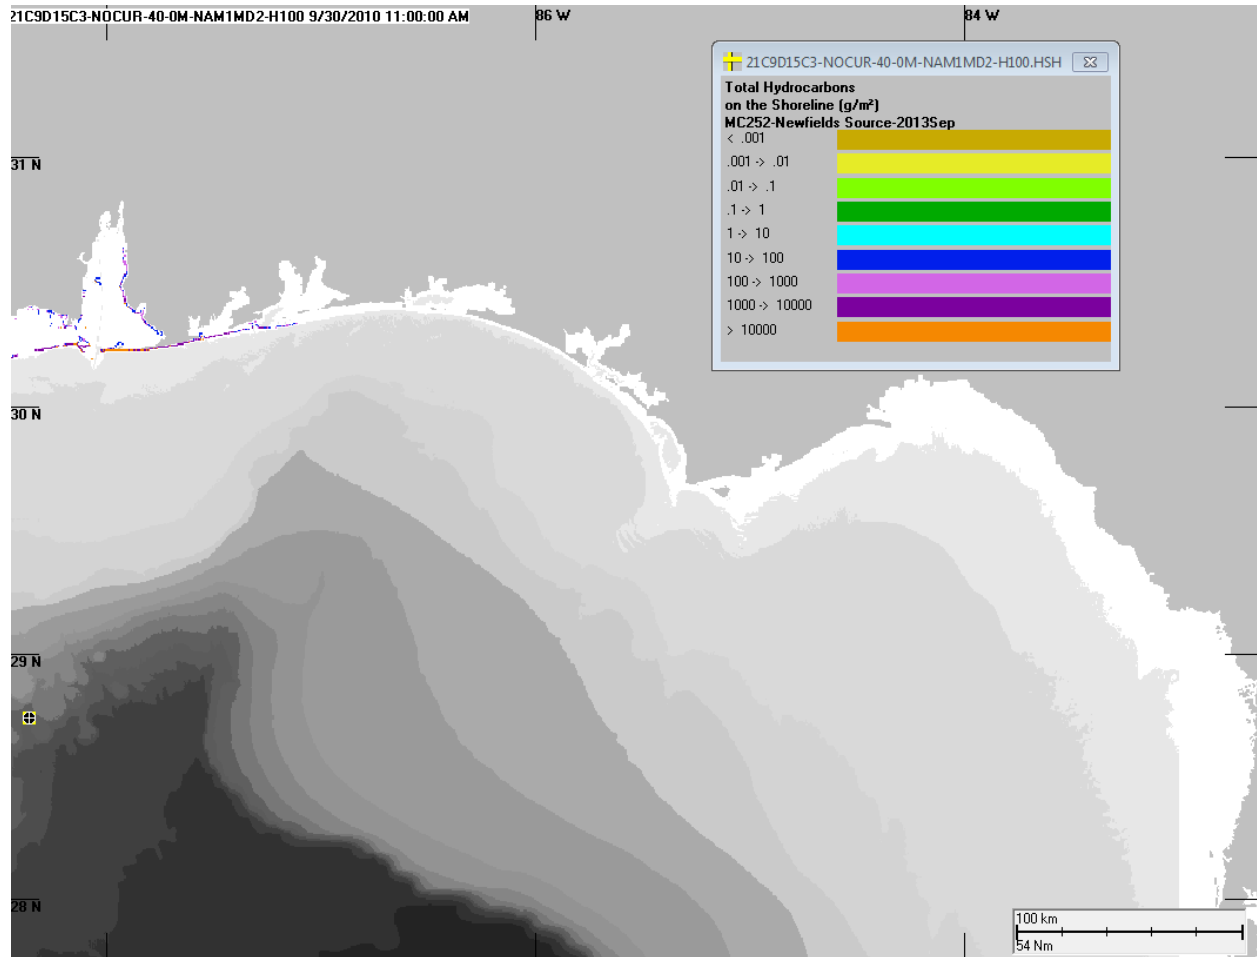 21C9D15C3-NOCUR-40-0M-NAM1MD2-H100 9/30/2010 11:00:00 AM
86 W
84 W
21C9D15C3-NOCUR-40-0M-NAM1MD2-H100.HSH
Total Hydrocarbons
on the Shoreline (g/m²)
MC252-Newfields Source-2013Sep
< .001
.001 -> .01
.01 -> .1
.1 -> 1
1 -> 10
10 -> 100
100 -> 1000
1000 -> 10000
> 10000
31 N
30 N
29 N
28 N
100 km
54 Nm